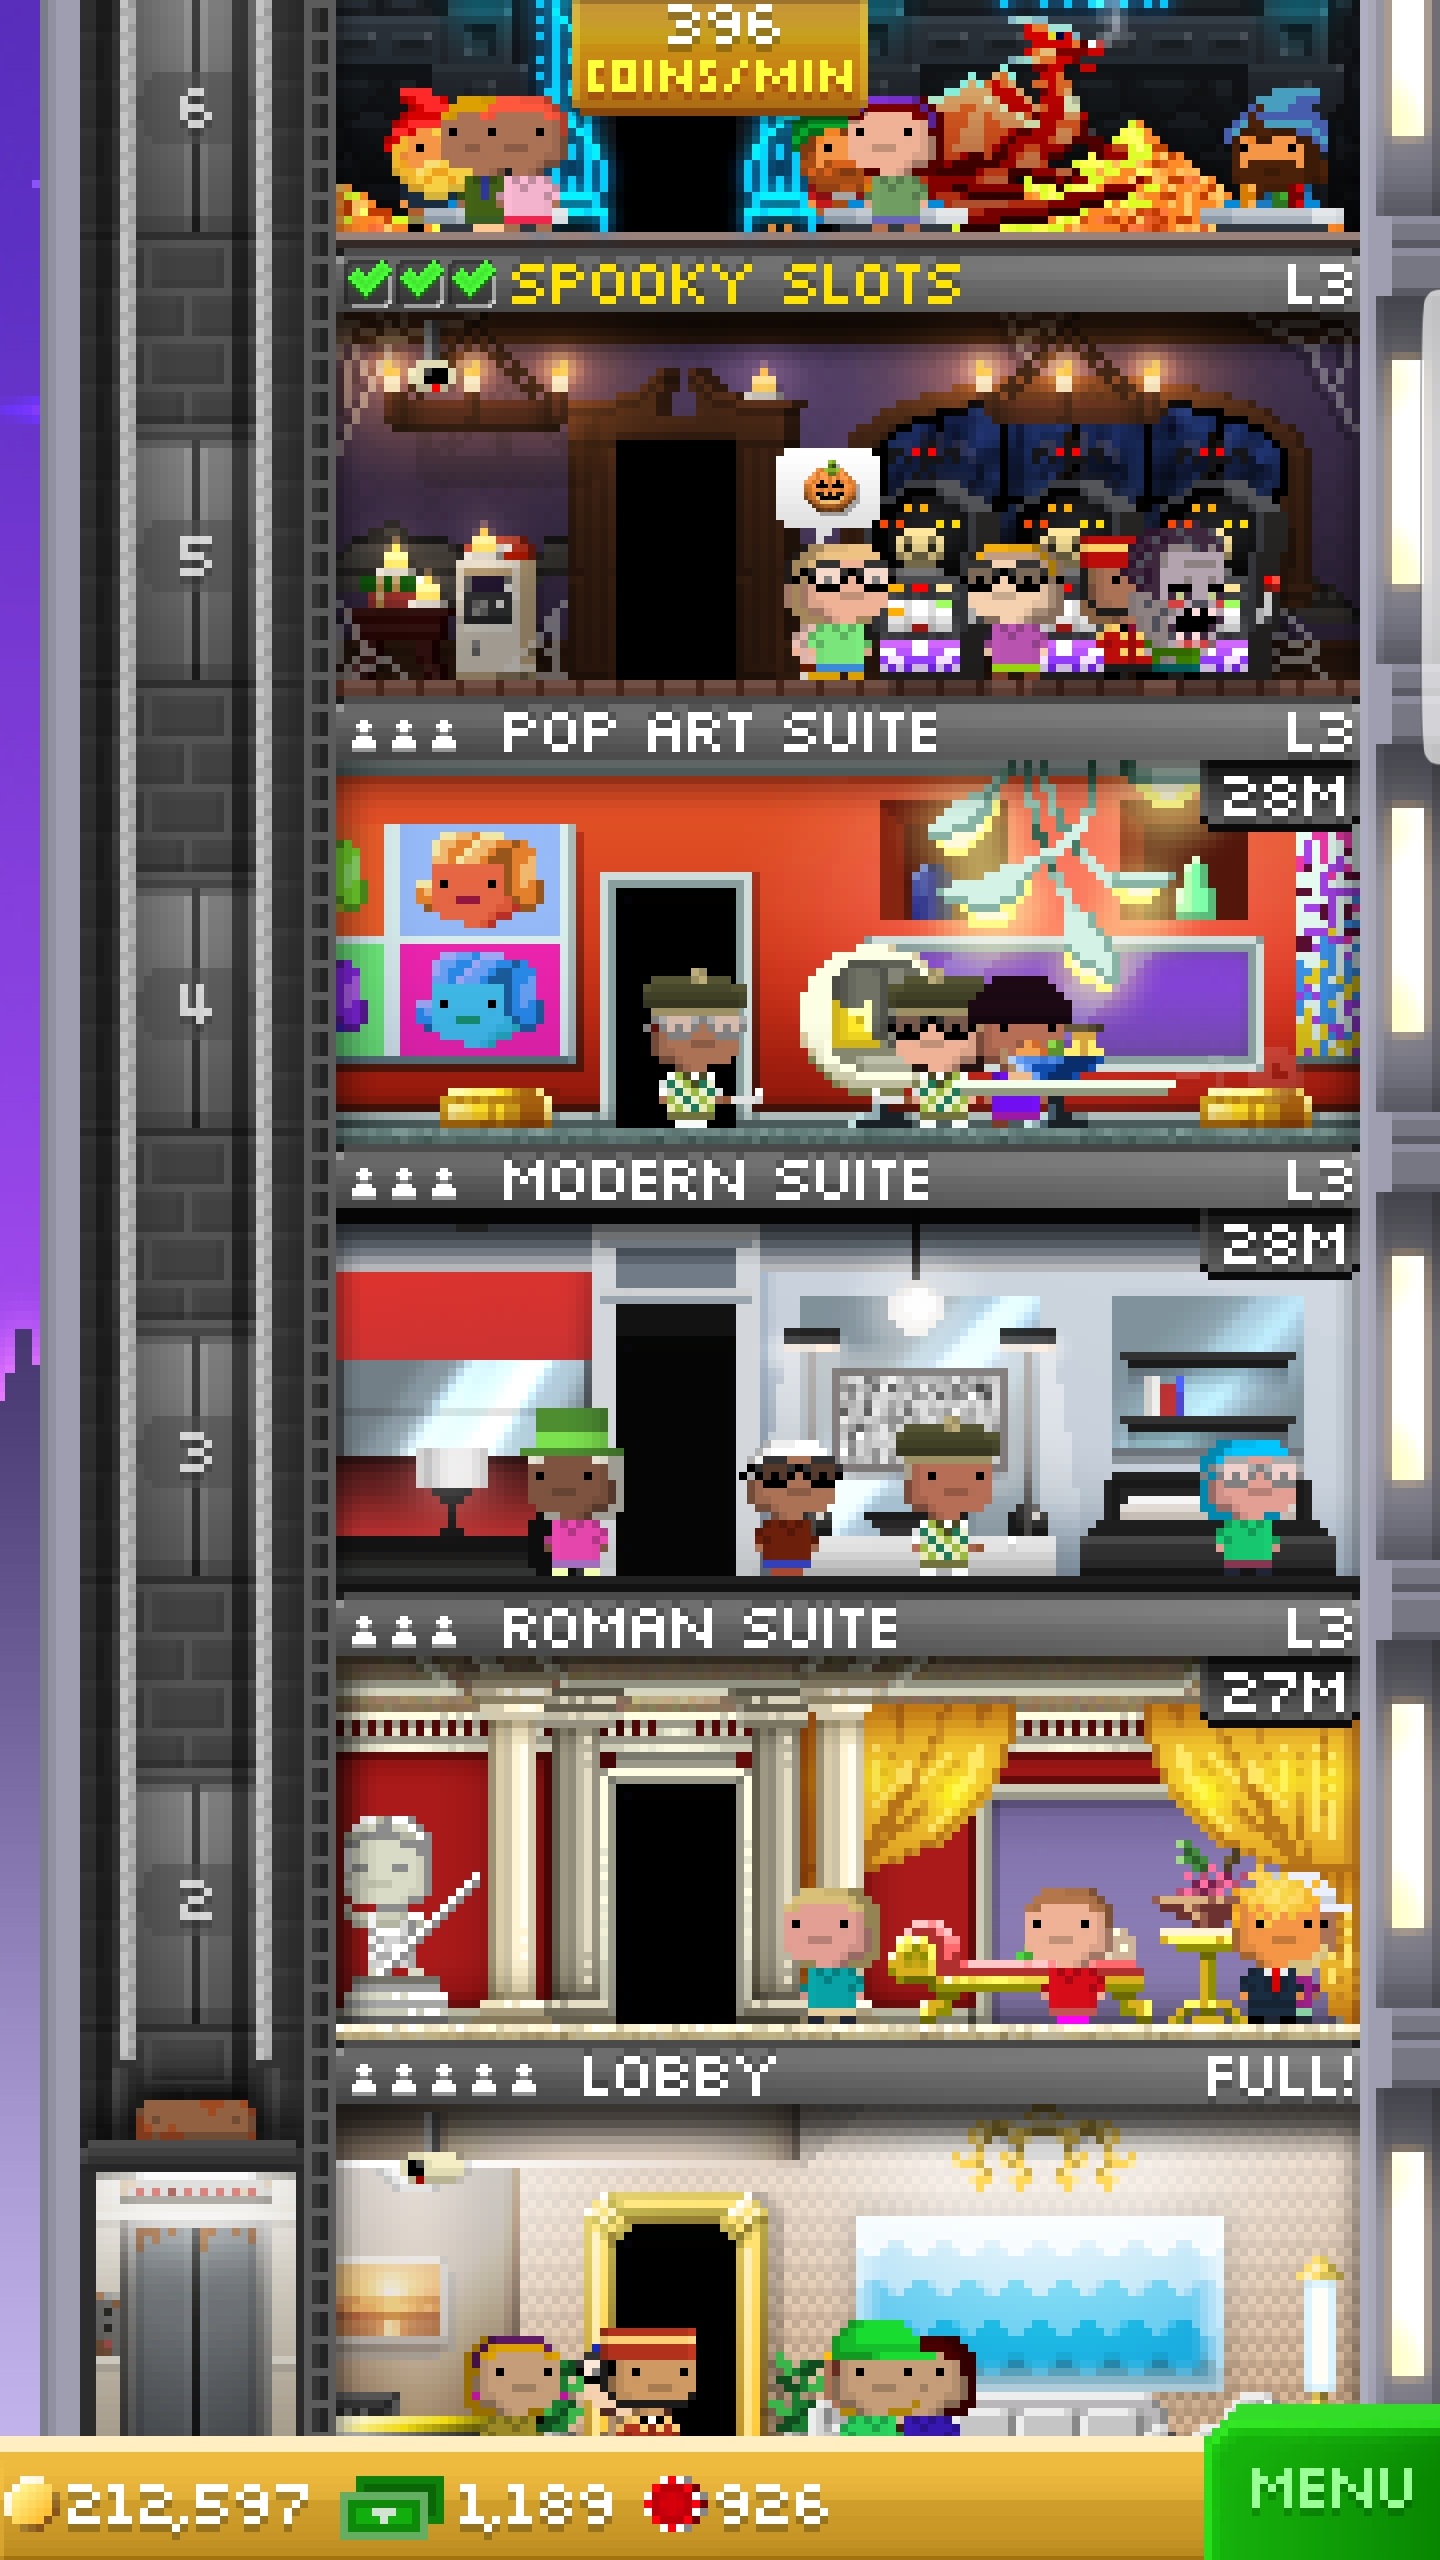 396
COINS/MIN
6
SPOOKY SLOTS L3
5
POP ART SUITE L3
28M
4
MODERN SUITE L3
28M
3
ROMAN SUITE L3
27M
2
LOBBY FULL!
212,597 1,189 926 MENU